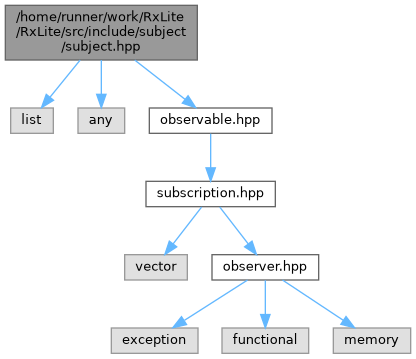 /home/runner/work/RxLite
/RxLite/src/include/subject
/subject.hpp
list
any
observable.hpp
subscription.hpp
vector
observer.hpp
exception
functional
memory